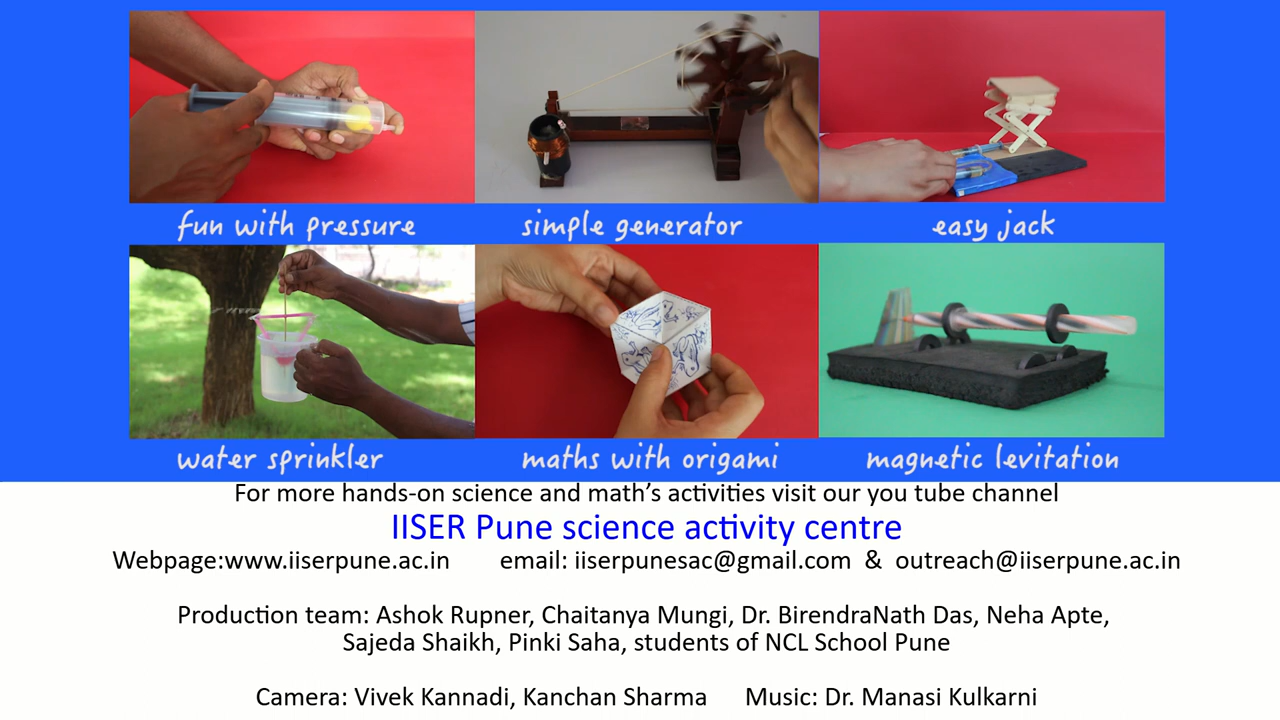 fun with pressure simple generator easy jack
water sprinkler maths with origami magnetic levitation
For more hands-on science and math’s activities visit our you tube channel
IISER Pune science activity centre
Webpage:www.iiserpune.ac.in email: iiserpunesac@gmail.com & outreach@iiserpune.ac.in
Production team: Ashok Rupner, Chaitanya Mungi, Dr. BirendraNath Das, Neha Apte,
Sajeda Shaikh, Pinki Saha, students of NCL School Pune
Camera: Vivek Kannadi, Kanchan Sharma Music: Dr. Manasi Kulkarni